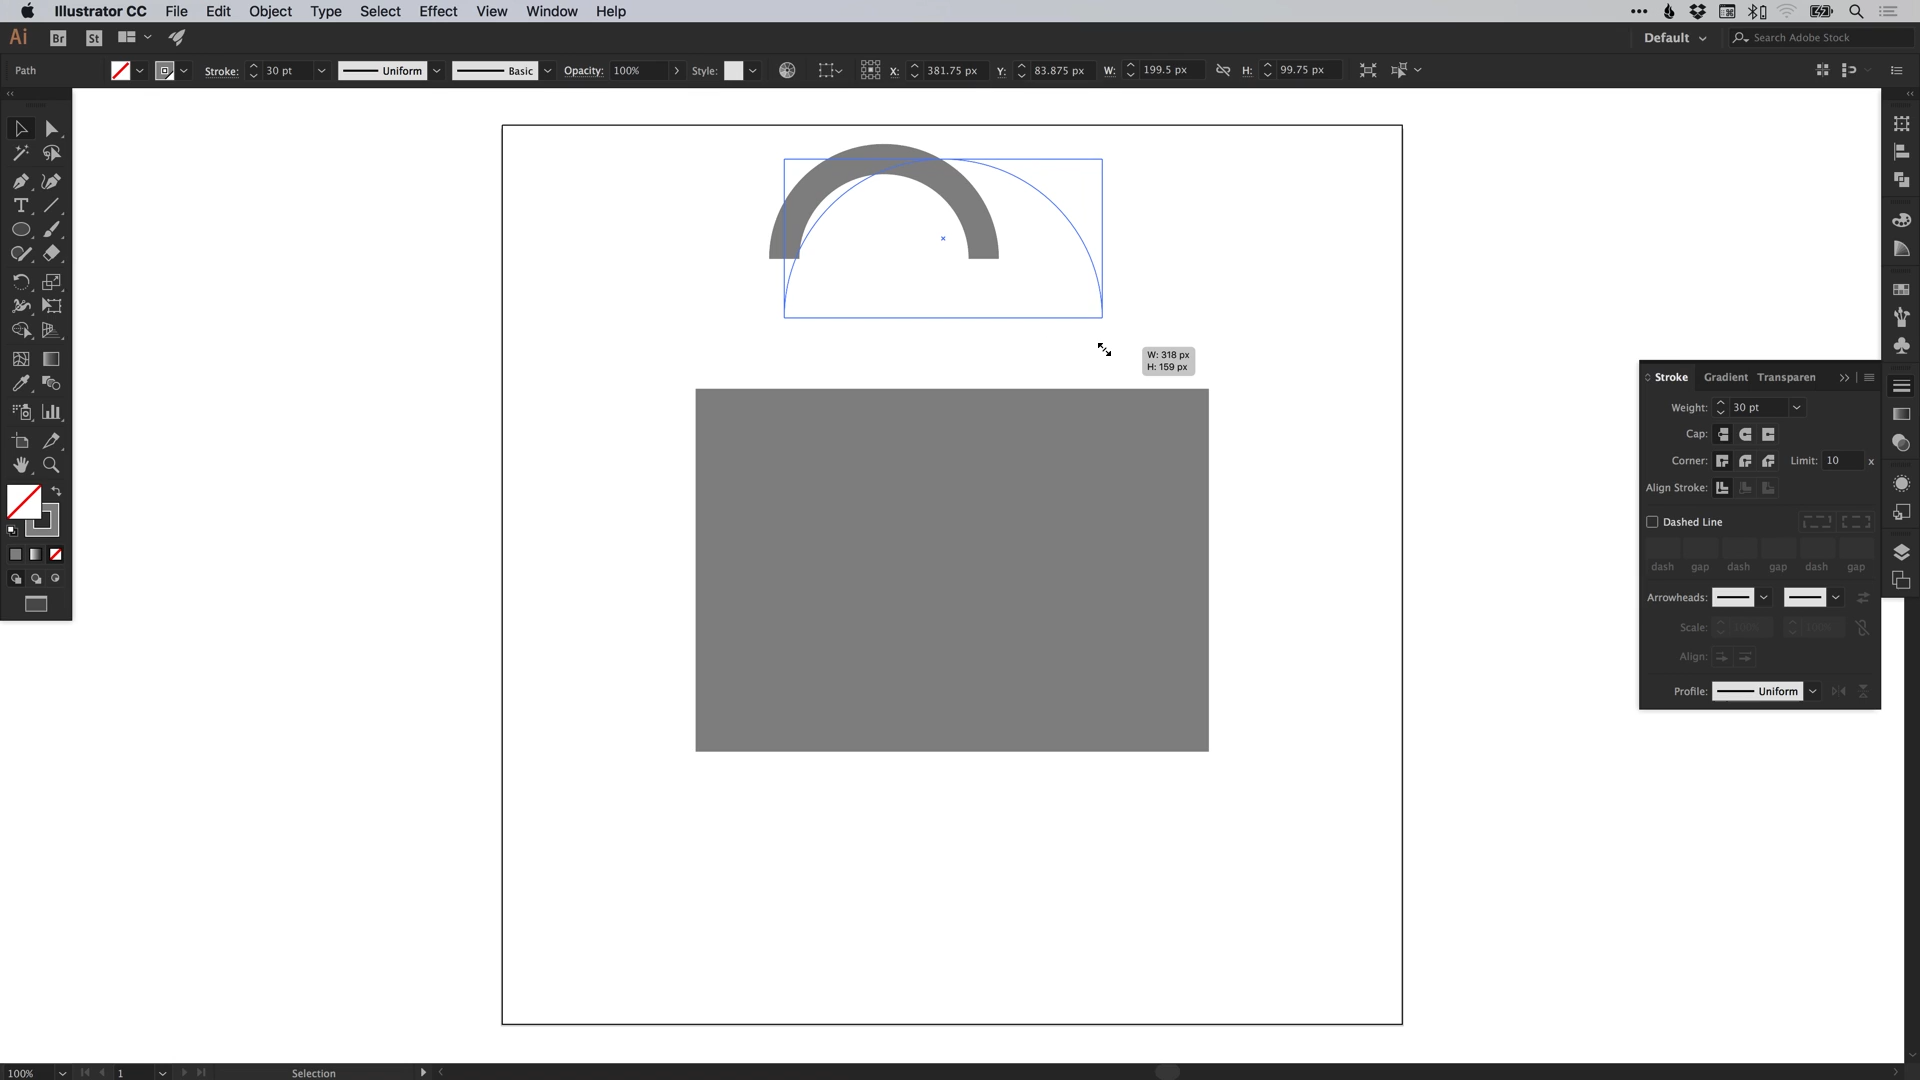 Illustrator CC File Edit Object Type Select Effect View Window Help
Ai Br St Default Search Adobe Stock
Path Stroke: 30 pt Uniform Basic Opacity: 100% Style: X: 381.75 px Y: 83.875 px W: 199.5 px H: 99.75 px
W: 318 px
H: 159 px
Stroke Gradient Transparen
Weight: 30 pt
Cap:
Corner: Limit: 10 x
Align Stroke:
Dashed Line
dash gap dash gap dash gap
Arrowheads:
Scale: 100% 100%
Align:
Profile: Uniform
100% 1 Selection